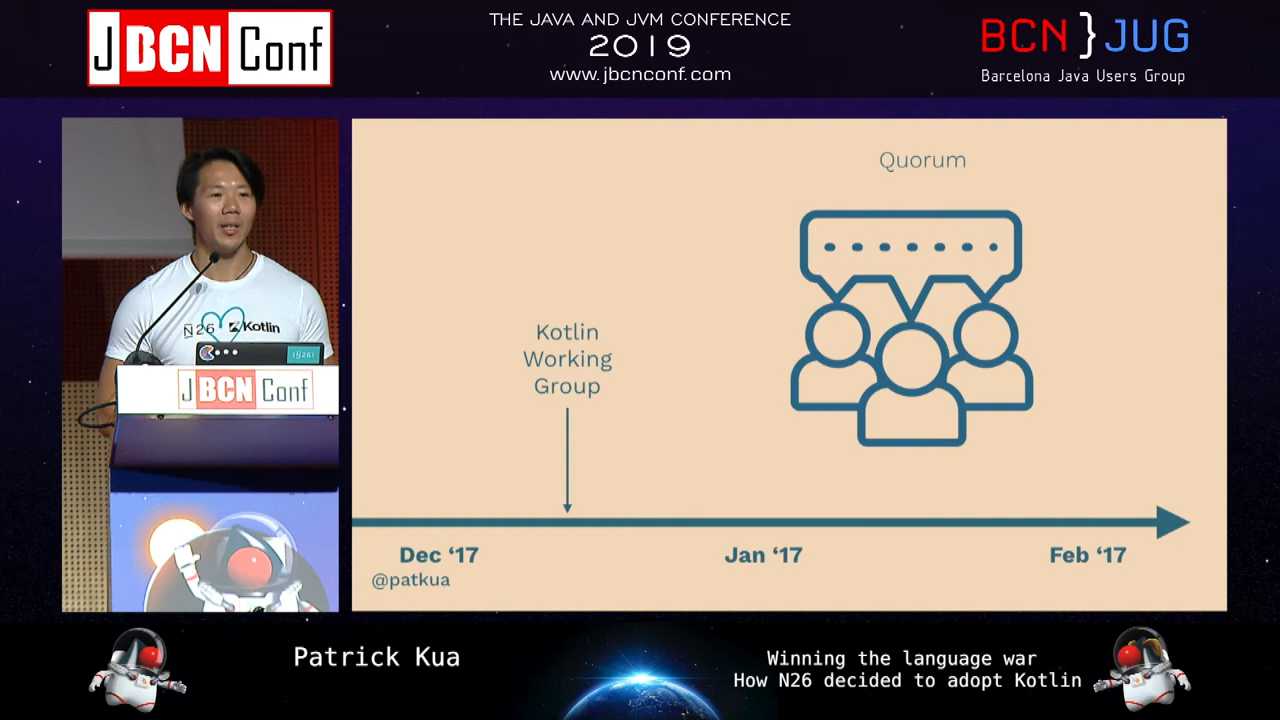 JBCN Conf
THE JAVA AND JVM CONFERENCE
2019
www.jbcnconf.com
BCN}JUG
Barcelona Java Users Group
Quorum
Kotlin
Working
Group
N26 Kotlin
N26
JBCN Conf
Dec ‘17
Jan ‘17
Feb ‘17
@patkua
Patrick Kua
Winning the language war
How N26 decided to adopt Kotlin